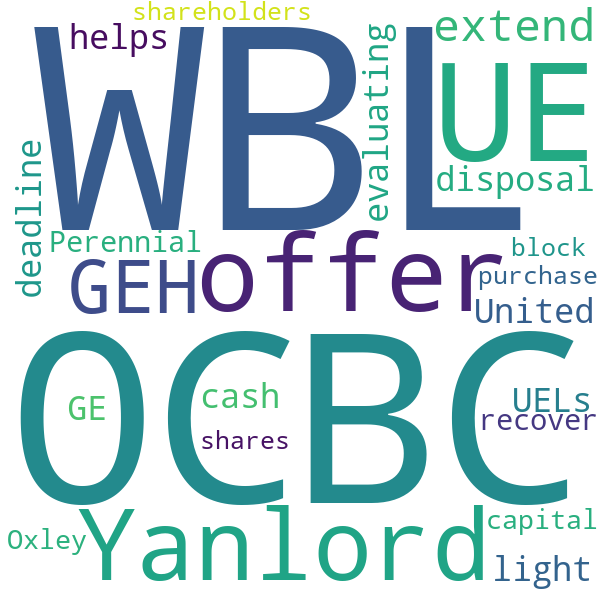 shareholders
helps
extend
WBL
UE
evaluating
disposal
deadline
Perennial
offer
block
GEH
purchase
United
OCBC
cash
UELs
GE
recover
shares
Yanlord
capital
Oxley
light